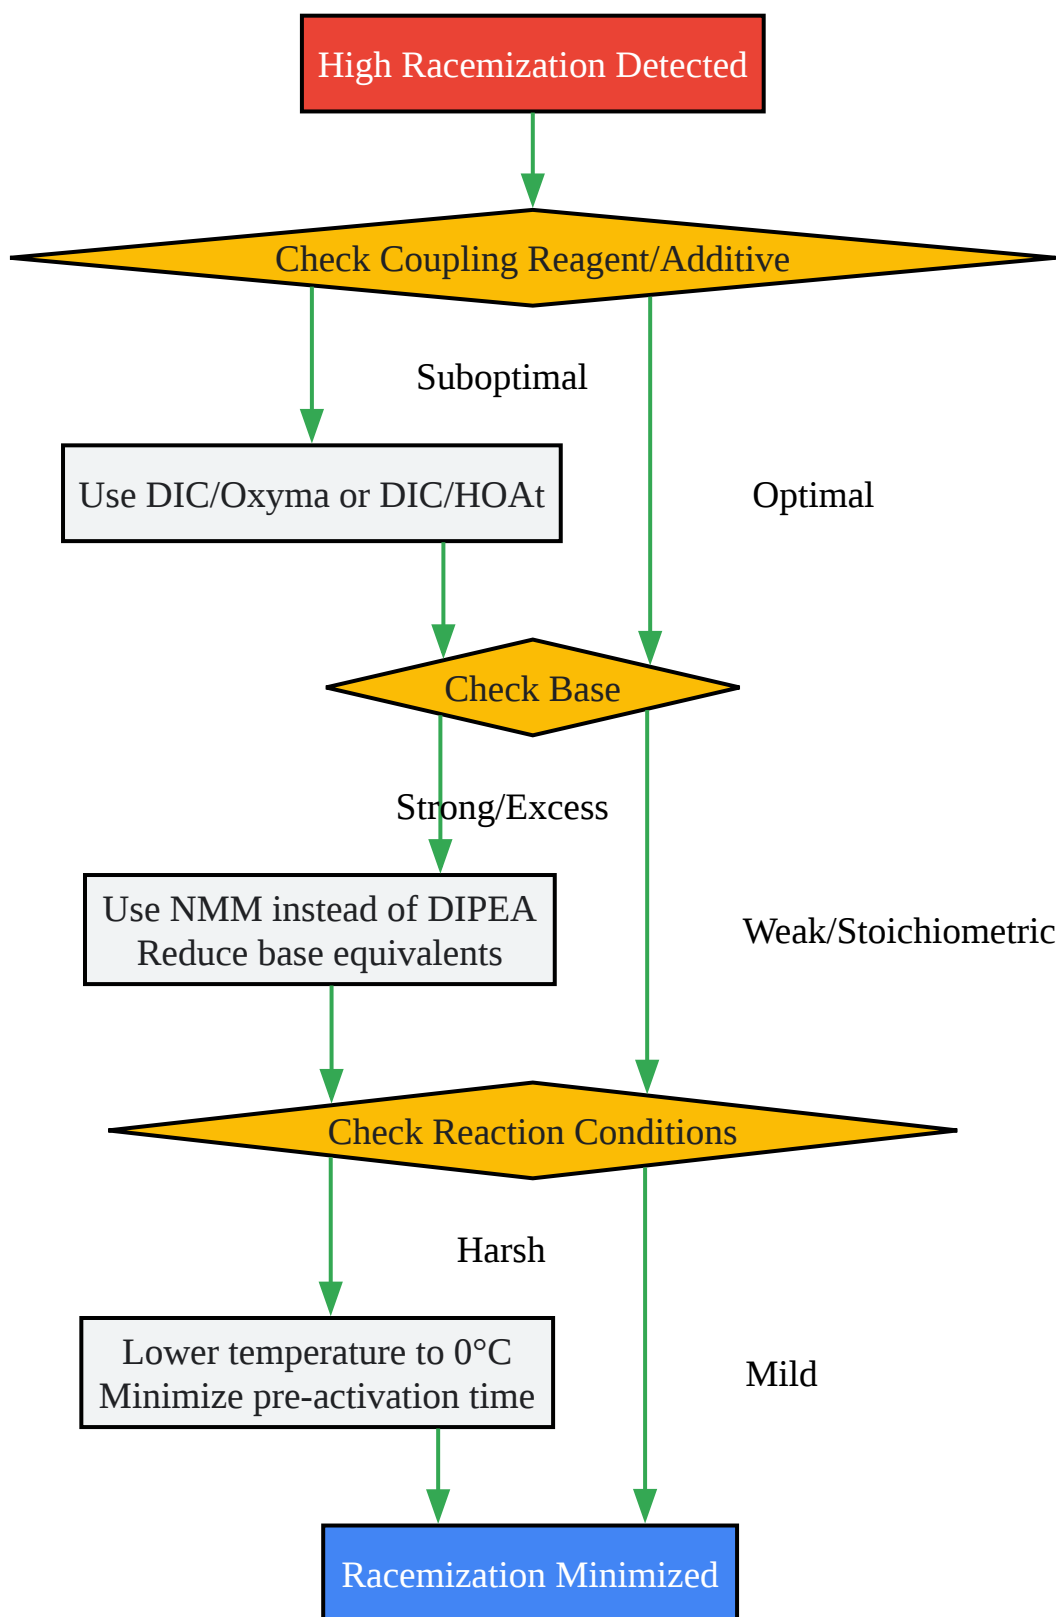 High Racemization Detected
Check Coupling Reagent/Additive
Suboptimal
Use DIC/Oxyma or DIC/HOAt
Optimal
Check Base
Strong/Excess
Use NMM instead of DIPEA
Reduce base equivalents
Weak/Stoichiometric
Check Reaction Conditions
Harsh
Lower temperature to 0°C
Minimize pre-activation time
Mild
Racemization Minimized